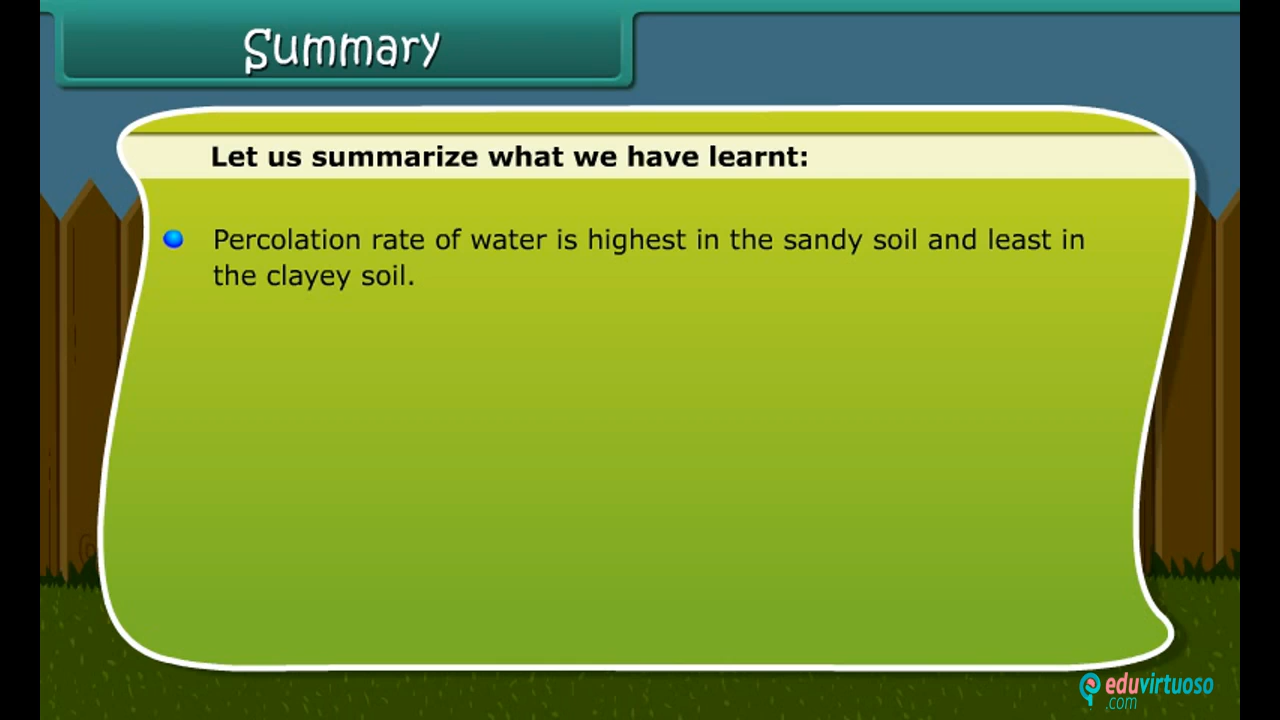 Summary
Let us summarize what we have learnt:
Percolation rate of water is highest in the sandy soil and least in
the clayey soil.
eduvirtuoso
.com